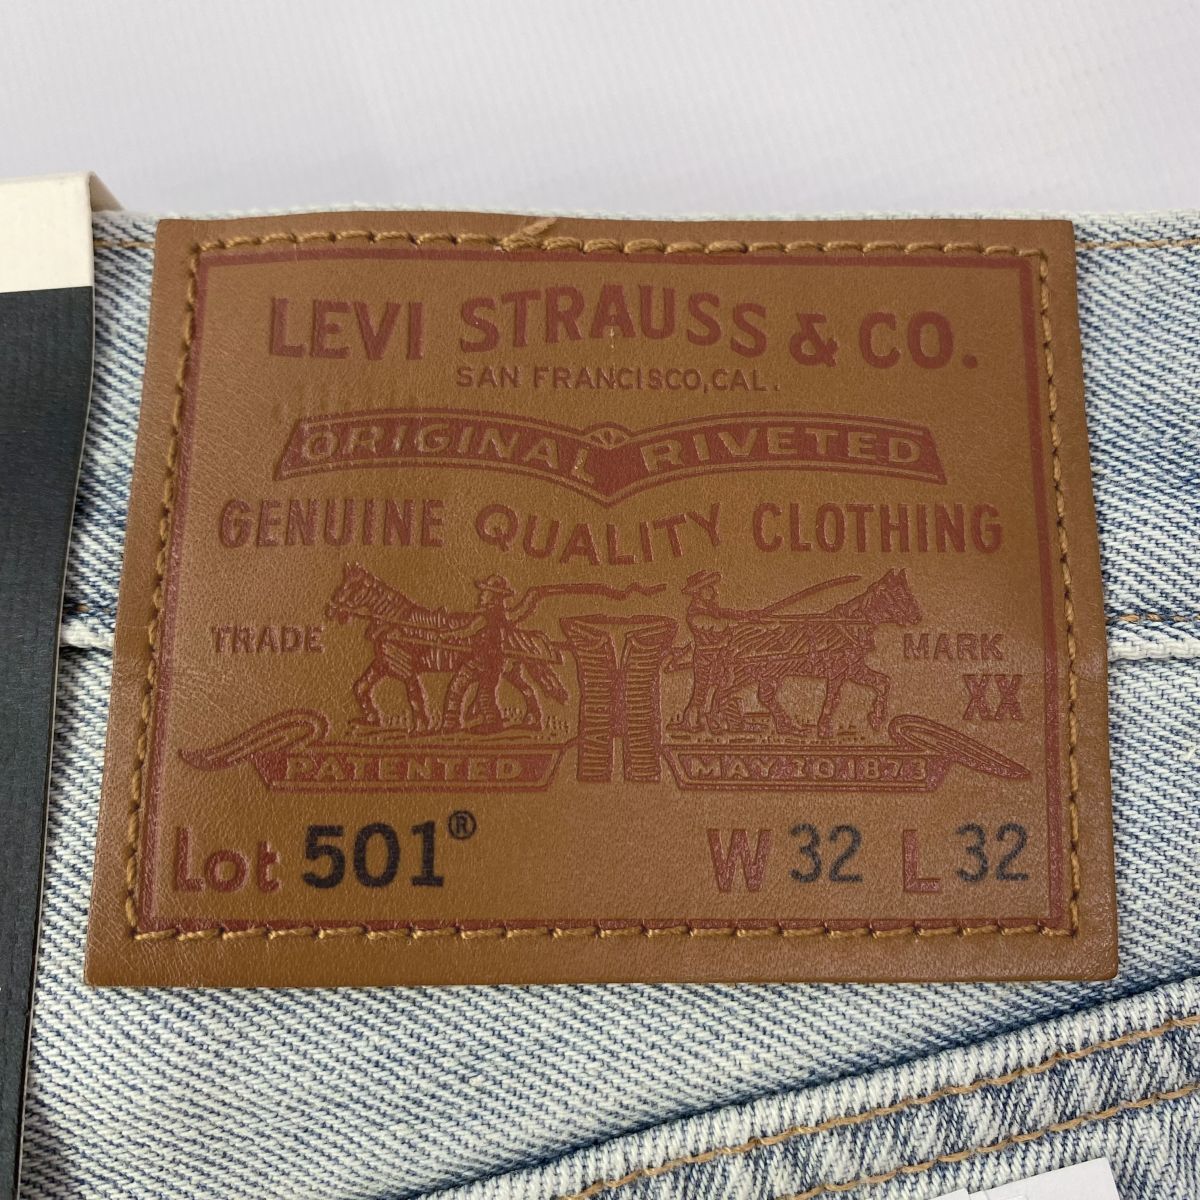 LEVI STRAUSS & CO.
SAN FRANCISCO, CAL.
ORIGINAL RIVETED
GENUINE QUALITY CLOTHING
TRADE MARK
XX
PATENTED MAY 20 1873
Lot 501® W 32 L 32